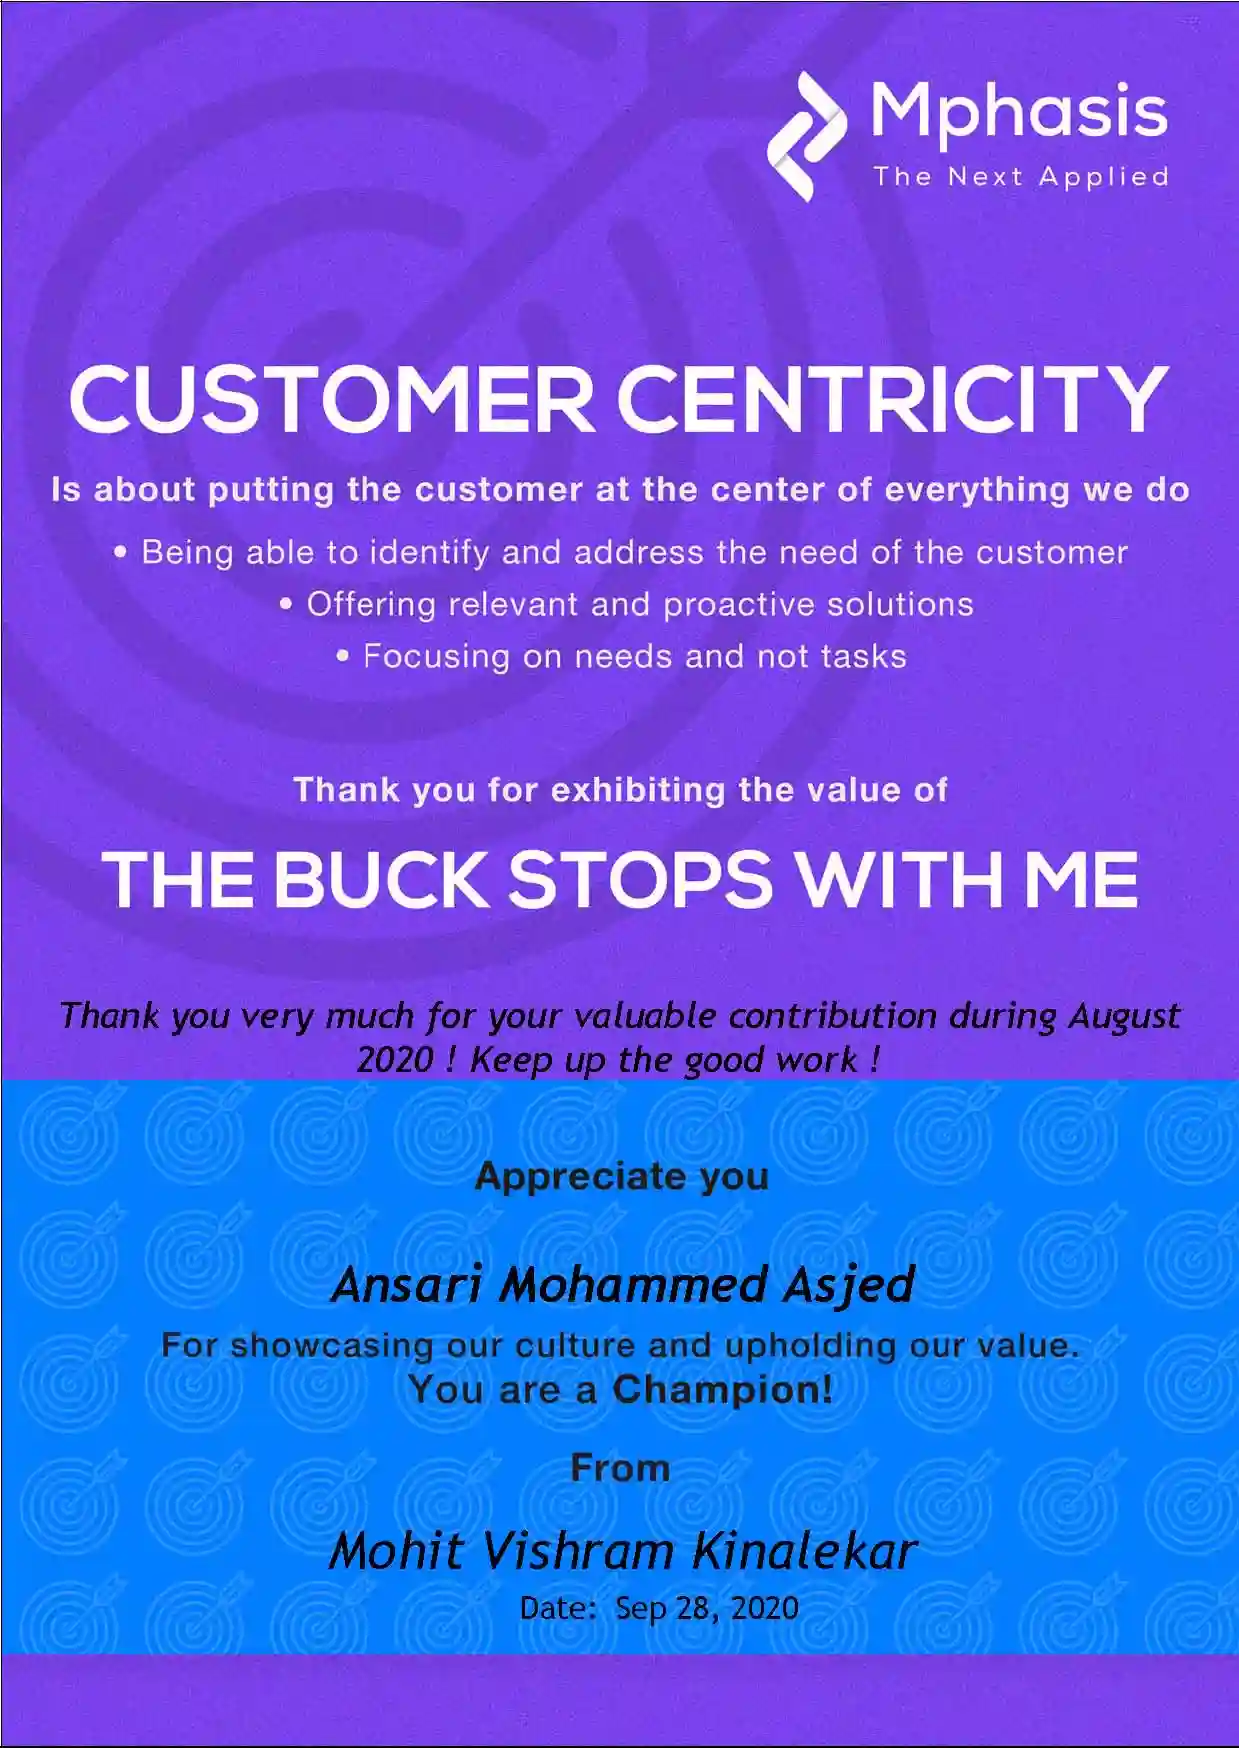 Mphasis
The Next Applied
CUSTOMER CENTRICITY
Is about putting the customer at the center of everything we do
• Being able to identify and address the need of the customer
• Offering relevant and proactive solutions
• Focusing on needs and not tasks
Thank you for exhibiting the value of
THE BUCK STOPS WITH ME
Thank you very much for your valuable contribution during August
2020 ! Keep up the good work !
Appreciate you
Ansari Mohammed Asjed
For showcasing our culture and upholding our value.
You are a Champion!
From
Mohit Vishram Kinalekar
Date: Sep 28, 2020